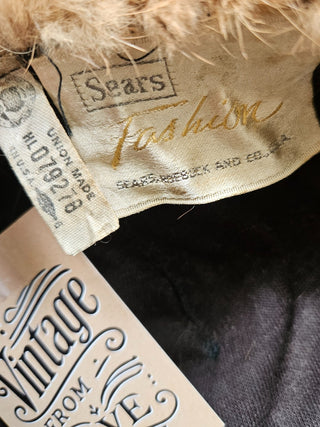 Sears
Fashion
SEARS, ROEBUCK AND CO., U.S.A.
UNION MADE
HL 079278
Vintage
FROM